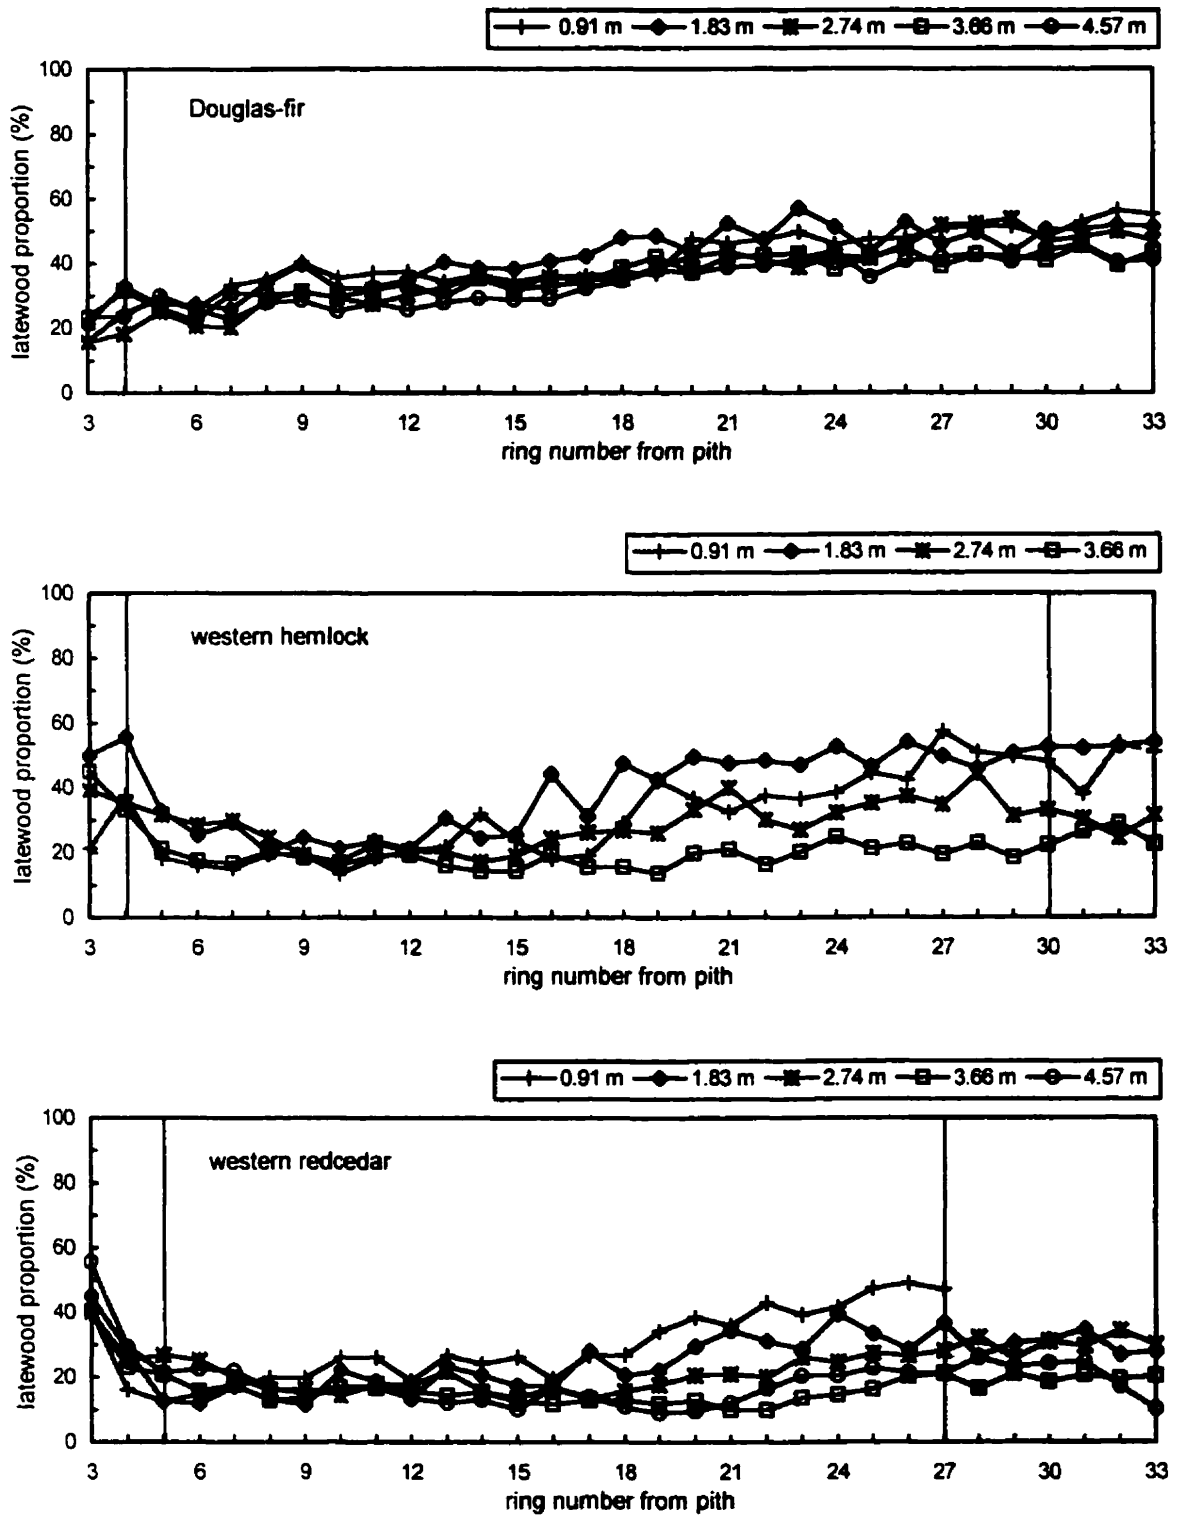 0.91 m 1.83 m 2.74 m 3.66 m 4.57 m
100
Douglas-fir
80
60
40
20
0
latewood proportion (%)
3 6 9 12 15 18 21 24 27 30 33
ring number from pith
0.91 m 1.83 m 2.74 m 3.66 m
100
western hemlock
80
60
40
20
0
latewood proportion (%)
3 6 9 12 15 18 21 24 27 30 33
ring number from pith
0.91 m 1.83 m 2.74 m 3.66 m 4.57 m
100
western redcedar
80
60
40
20
0
latewood proportion (%)
3 6 9 12 15 18 21 24 27 30 33
ring number from pith